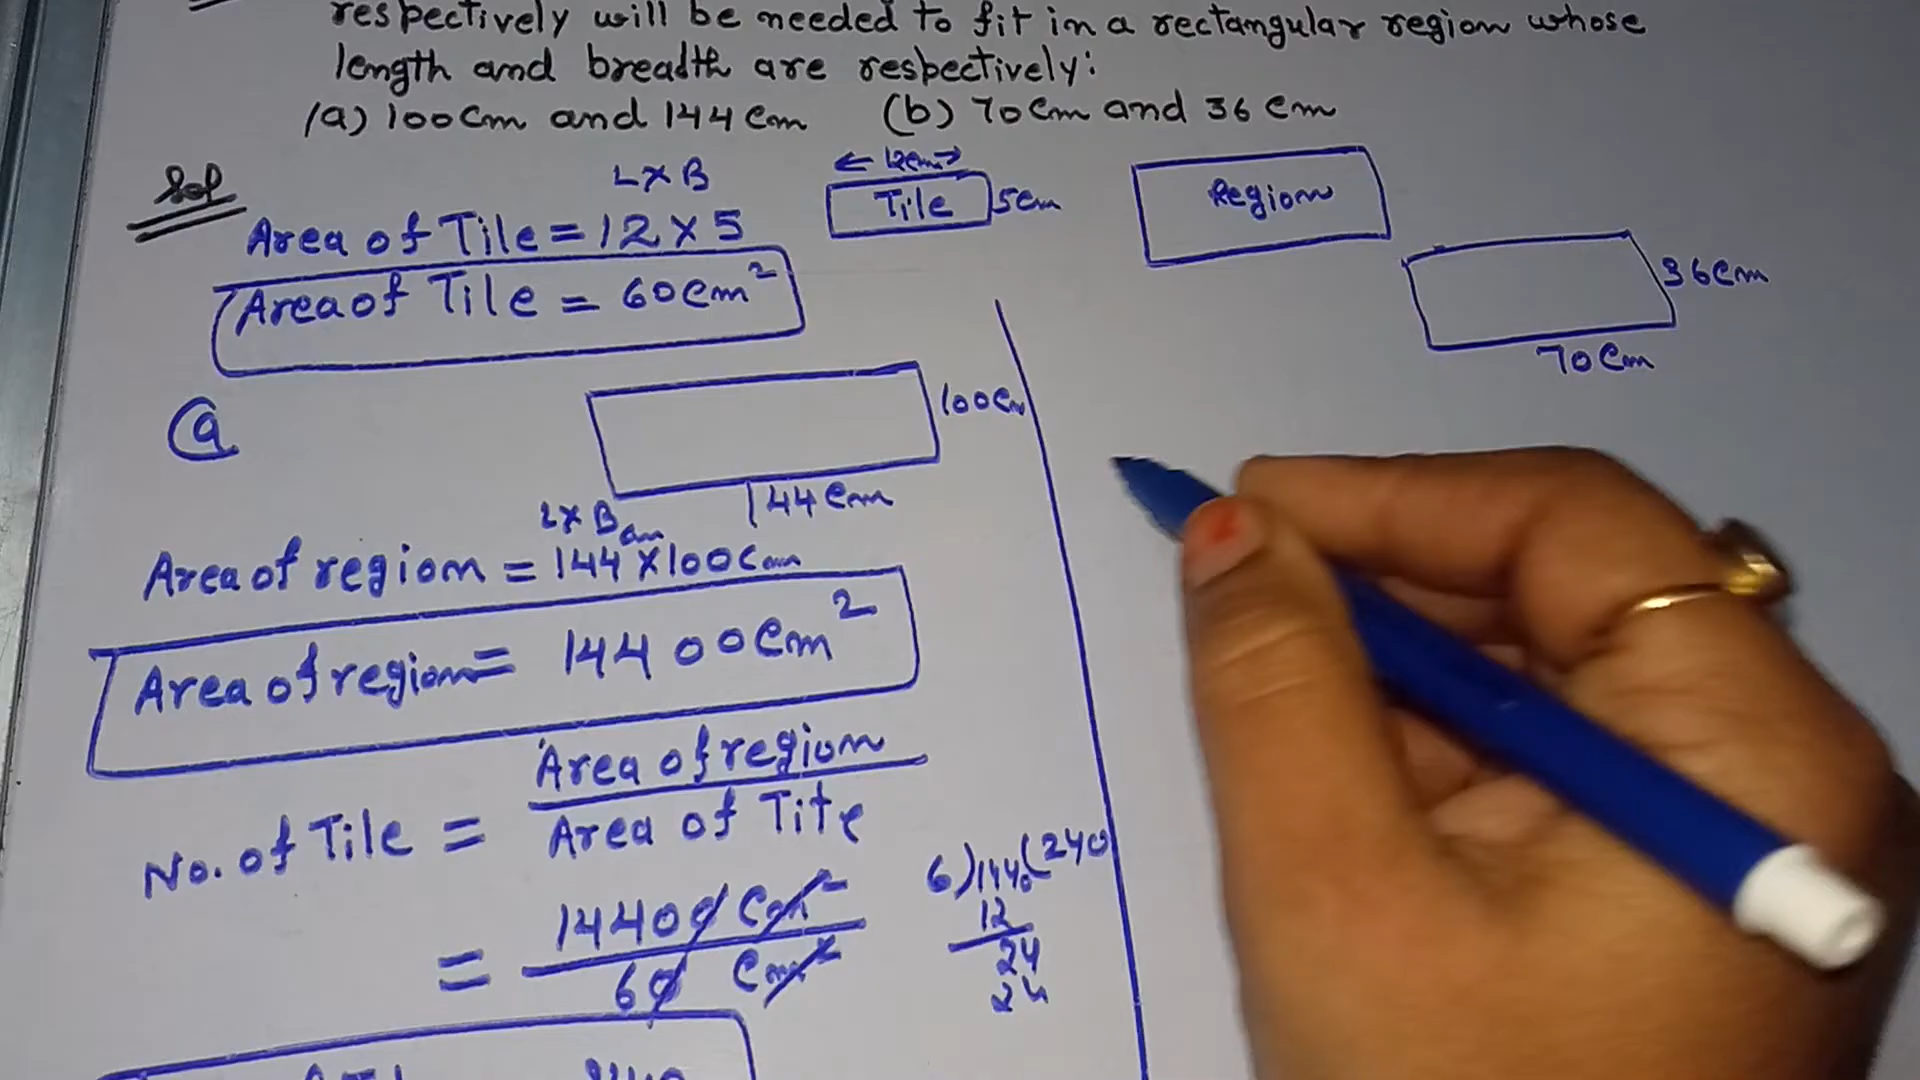 respectively will be needed to fit in a rectangular region whose
length and breadth are respectively:
(a) 100cm and 144cm (b) 70cm and 36cm
Sol
L×B
Area of Tile = 12×5
Area of Tile = 60cm²
12cm
Tile 5cm
Region
36cm
70cm
a
100cm
144cm
L×B
Area of region = 144cm×100cm
Area of region = 14400cm²
No. of Tile = Area of region
Area of Tile
= 14400 cm²
60 cm²
6)1440(240
12
24
24